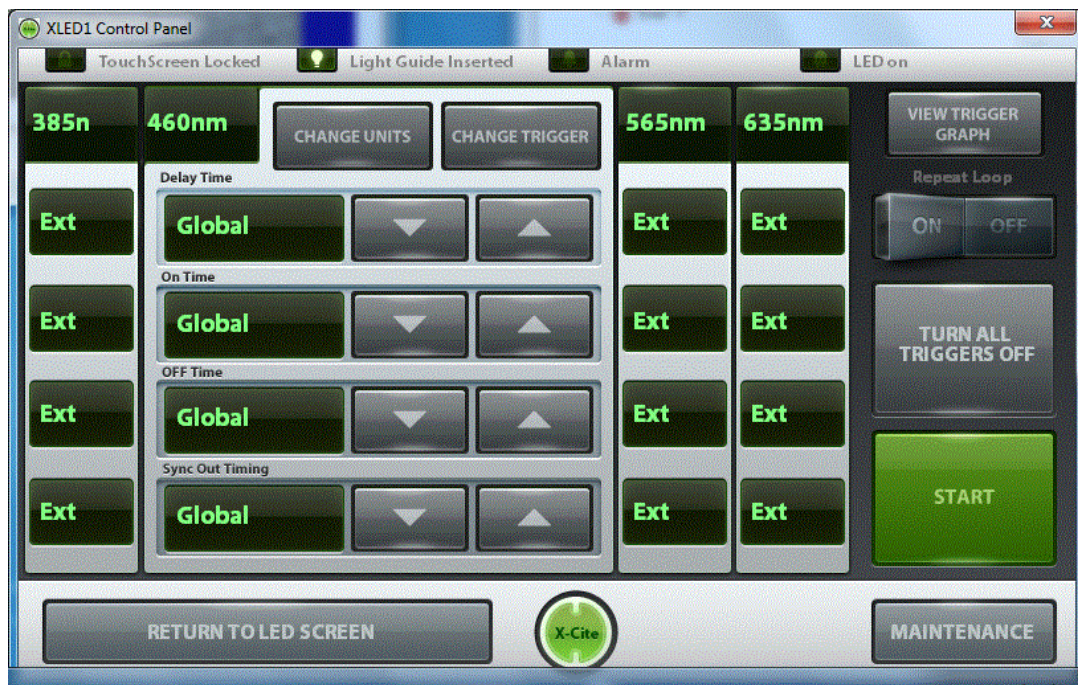 XLED1 Control Panel
TouchScreen Locked Light Guide Inserted Alarm LED on
385n 460nm CHANGE UNITS CHANGE TRIGGER 565nm 635nm VIEW TRIGGER
GRAPH
Delay Time
Repeat Loop
Ext Global Ext Ext ON OFF
On Time
Ext Global Ext Ext TURN ALL
TRIGGERS OFF
OFF Time
Ext Global Ext Ext
Sync Out Timing
Ext Global Ext Ext START
RETURN TO LED SCREEN X-Cite MAINTENANCE